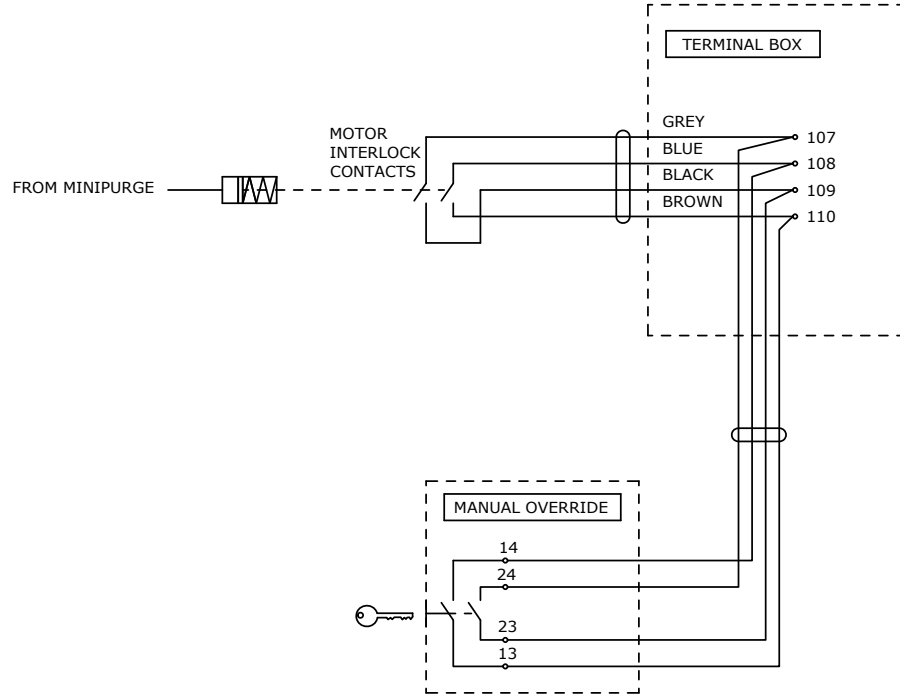 TERMINAL BOX
GREY
107
MOTOR
INTERLOCK
CONTACTS
BLUE
108
BLACK
109
FROM MINIPURGE
BROWN
110
MANUAL OVERRIDE
14
24
23
13